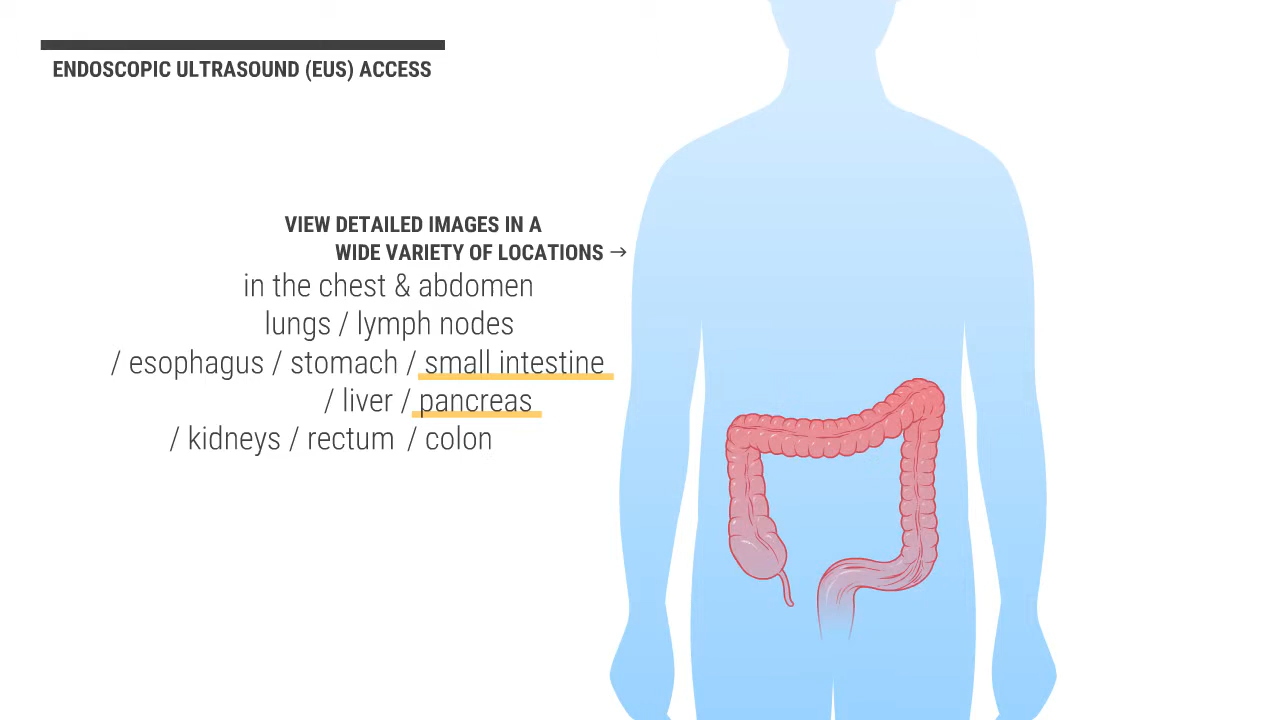 ENDOSCOPIC ULTRASOUND (EUS) ACCESS
VIEW DETAILED IMAGES IN A
WIDE VARIETY OF LOCATIONS →
in the chest & abdomen
lungs / lymph nodes
/ esophagus / stomach / small intestine
/ liver / pancreas
/ kidneys / rectum / colon